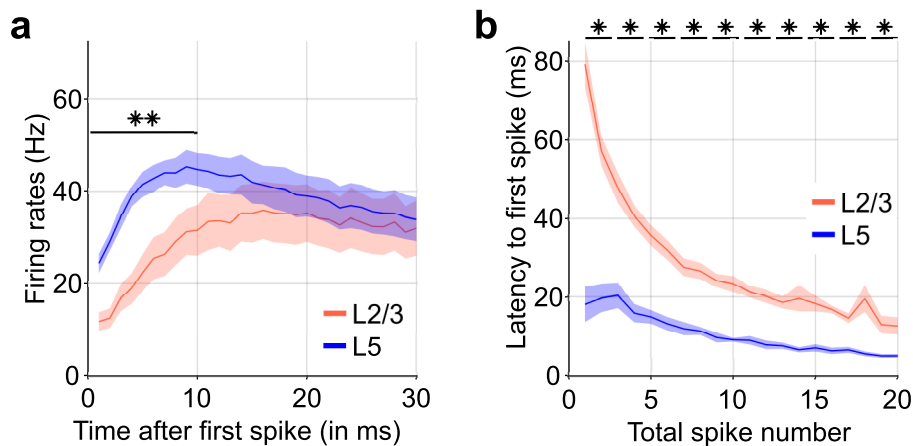 a
Firing rates (Hz)
60
40
20
0
**
L2/3
L5
0 10 20 30
Time after first spike (in ms)
b
Latency to first spike (ms)
80
60
40
20
0
* * * * * * * * * *
L2/3
L5
0 5 10 15 20
Total spike number